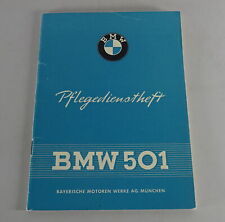 BMW
Pflegedienstheft
BMW 501
BAYERISCHE MOTOREN WERKE AG. MÜNCHEN